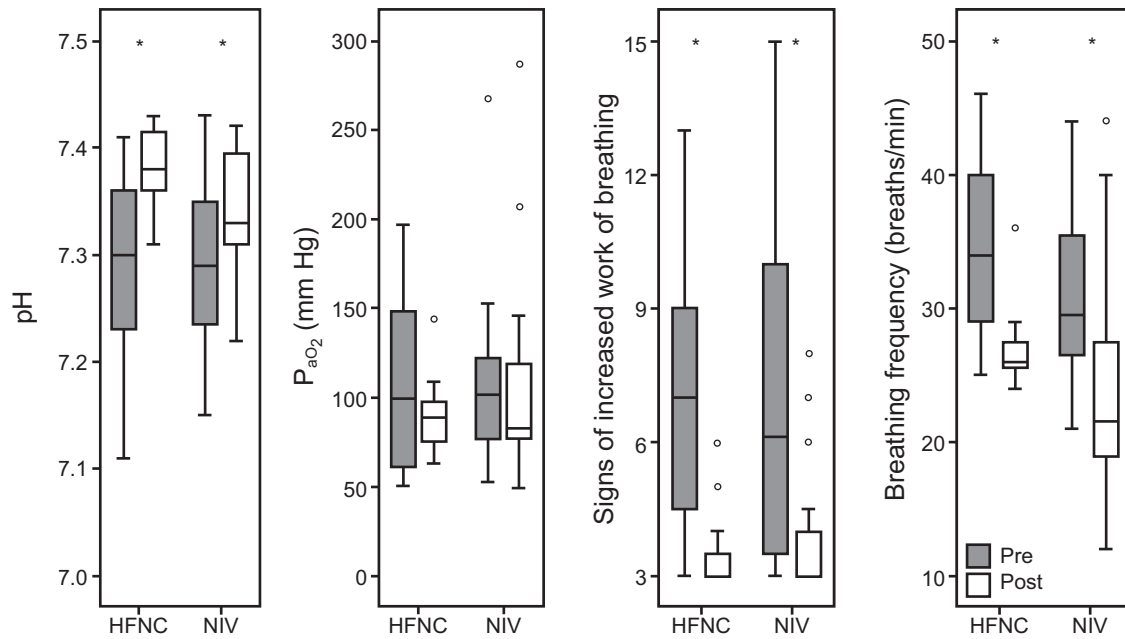 pH
7.5
7.4
7.3
7.2
7.1
7.0
*
*
HFNC
NIV
PaO2 (mm Hg)
300
250
200
150
100
50
0
HFNC
NIV
Signs of increased work of breathing
15
12
9
6
3
*
*
HFNC
NIV
Breathing frequency (breaths/min)
50
40
30
20
10
*
*
Pre
Post
HFNC
NIV